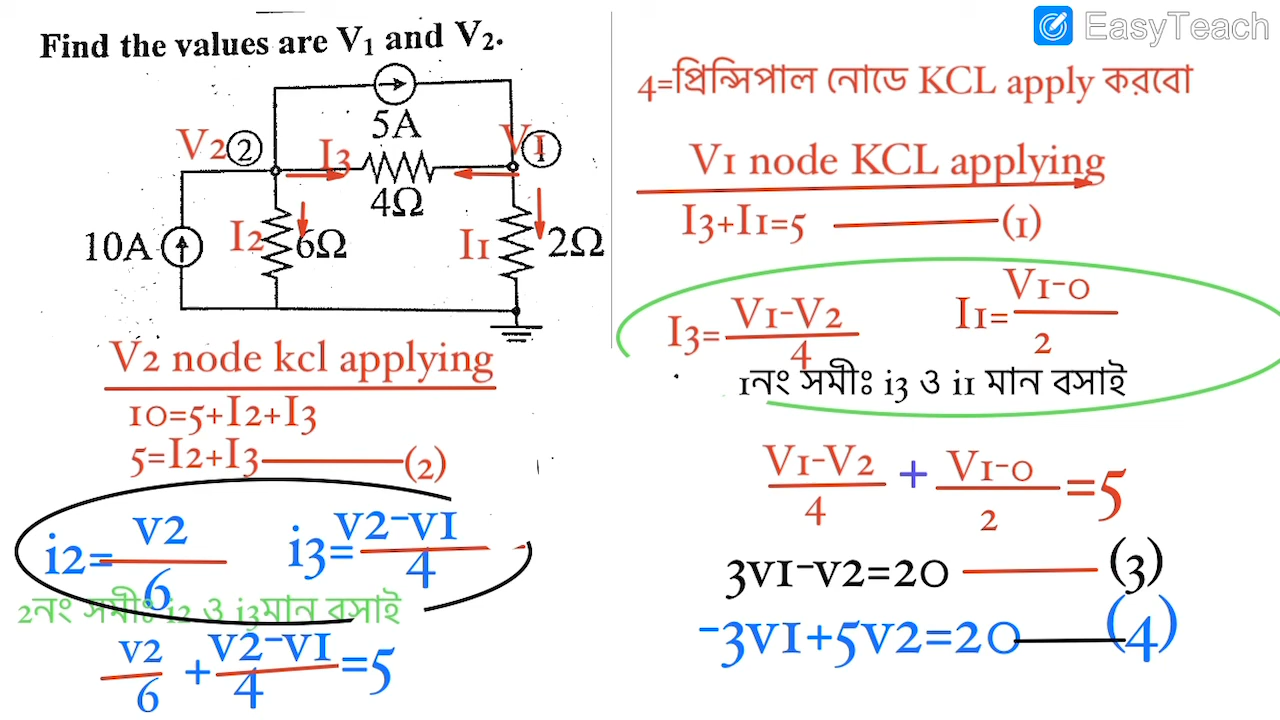 Find the values are V₁ and V₂.
5A
V2 ② I3 V1 ①
4Ω
10A I2 6Ω I1 2Ω
V2 node kcl applying
10=5+I2+I3
5=I2+I3 (2)
i2= v2/6 i3= v2-v1/4
2নং সমীঃ i2 ও i3মান বসাই
v2/6 + v2-v1/4 =5
EasyTeach
4=প্রিন্সিপাল নোডে KCL apply করবো
V1 node KCL applying
I3+I1=5 (1)
I3= V1-V2/4 I1= V1-0/2
1নং সমীঃ i3 ও i1 মান বসাই
V1-V2/4 + V1-0/2 =5
3v1-v2=20 (3)
-3v1+5v2=20 (4)